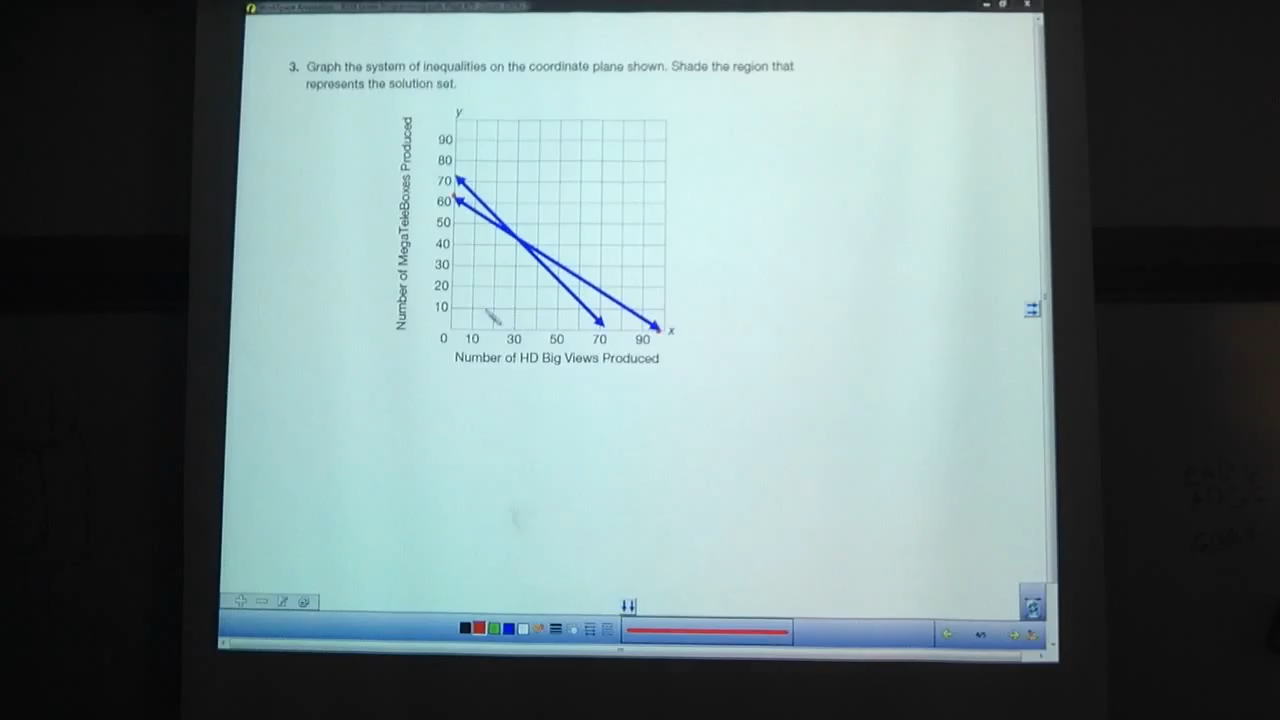 3. Graph the system of inequalities on the coordinate plane shown. Shade the region that
represents the solution set.
y
Number of MegaTeleBoxes Produced
90
80
70
60
50
40
30
20
10
0 10 30 50 70 90 x
Number of HD Big Views Produced
4/5